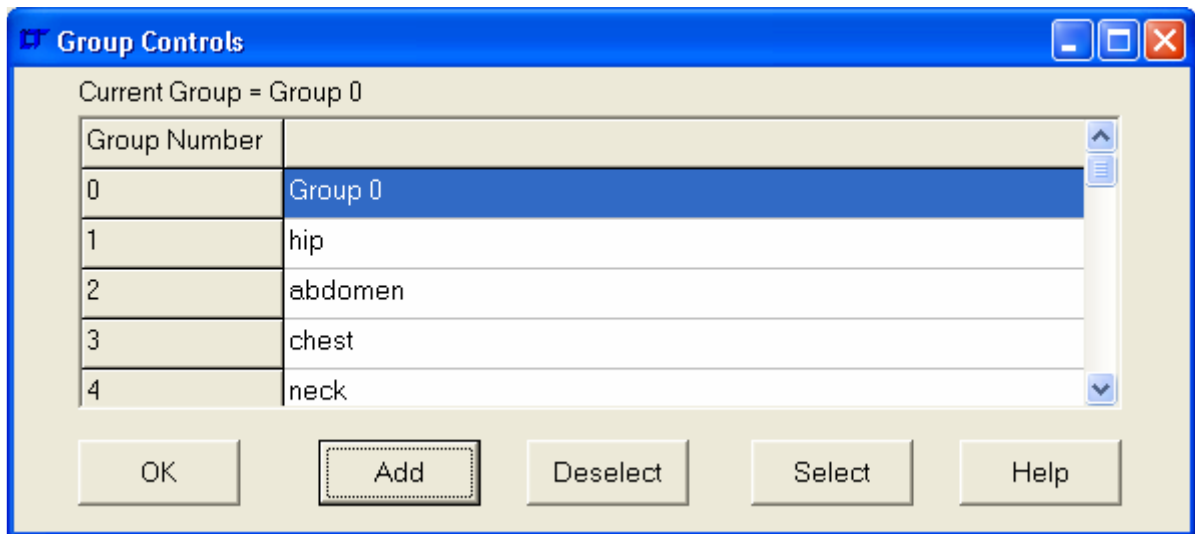 Group Controls
Current Group = Group 0
Group Number
0 Group 0
1 hip
2 abdomen
3 chest
4 neck
OK Add Deselect Select Help